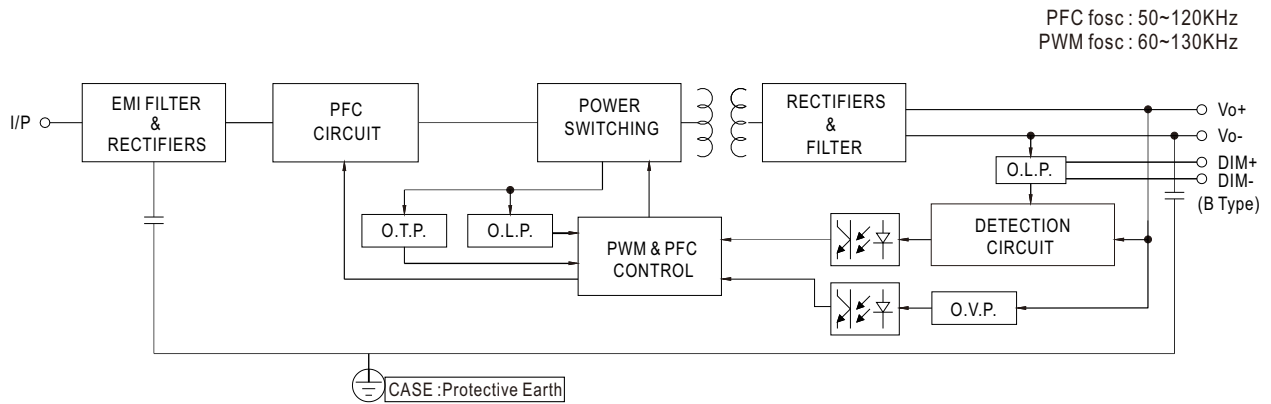 PFC fosc : 50~120KHz
PWM fosc : 60~130KHz
I/P
EMI FILTER
&
RECTIFIERS
PFC
CIRCUIT
POWER
SWITCHING
RECTIFIERS
&
FILTER
Vo+
Vo-
DIM+
DIM-
(B Type)
O.L.P.
O.T.P.
O.L.P.
PWM & PFC
CONTROL
DETECTION
CIRCUIT
O.V.P.
CASE :Protective Earth